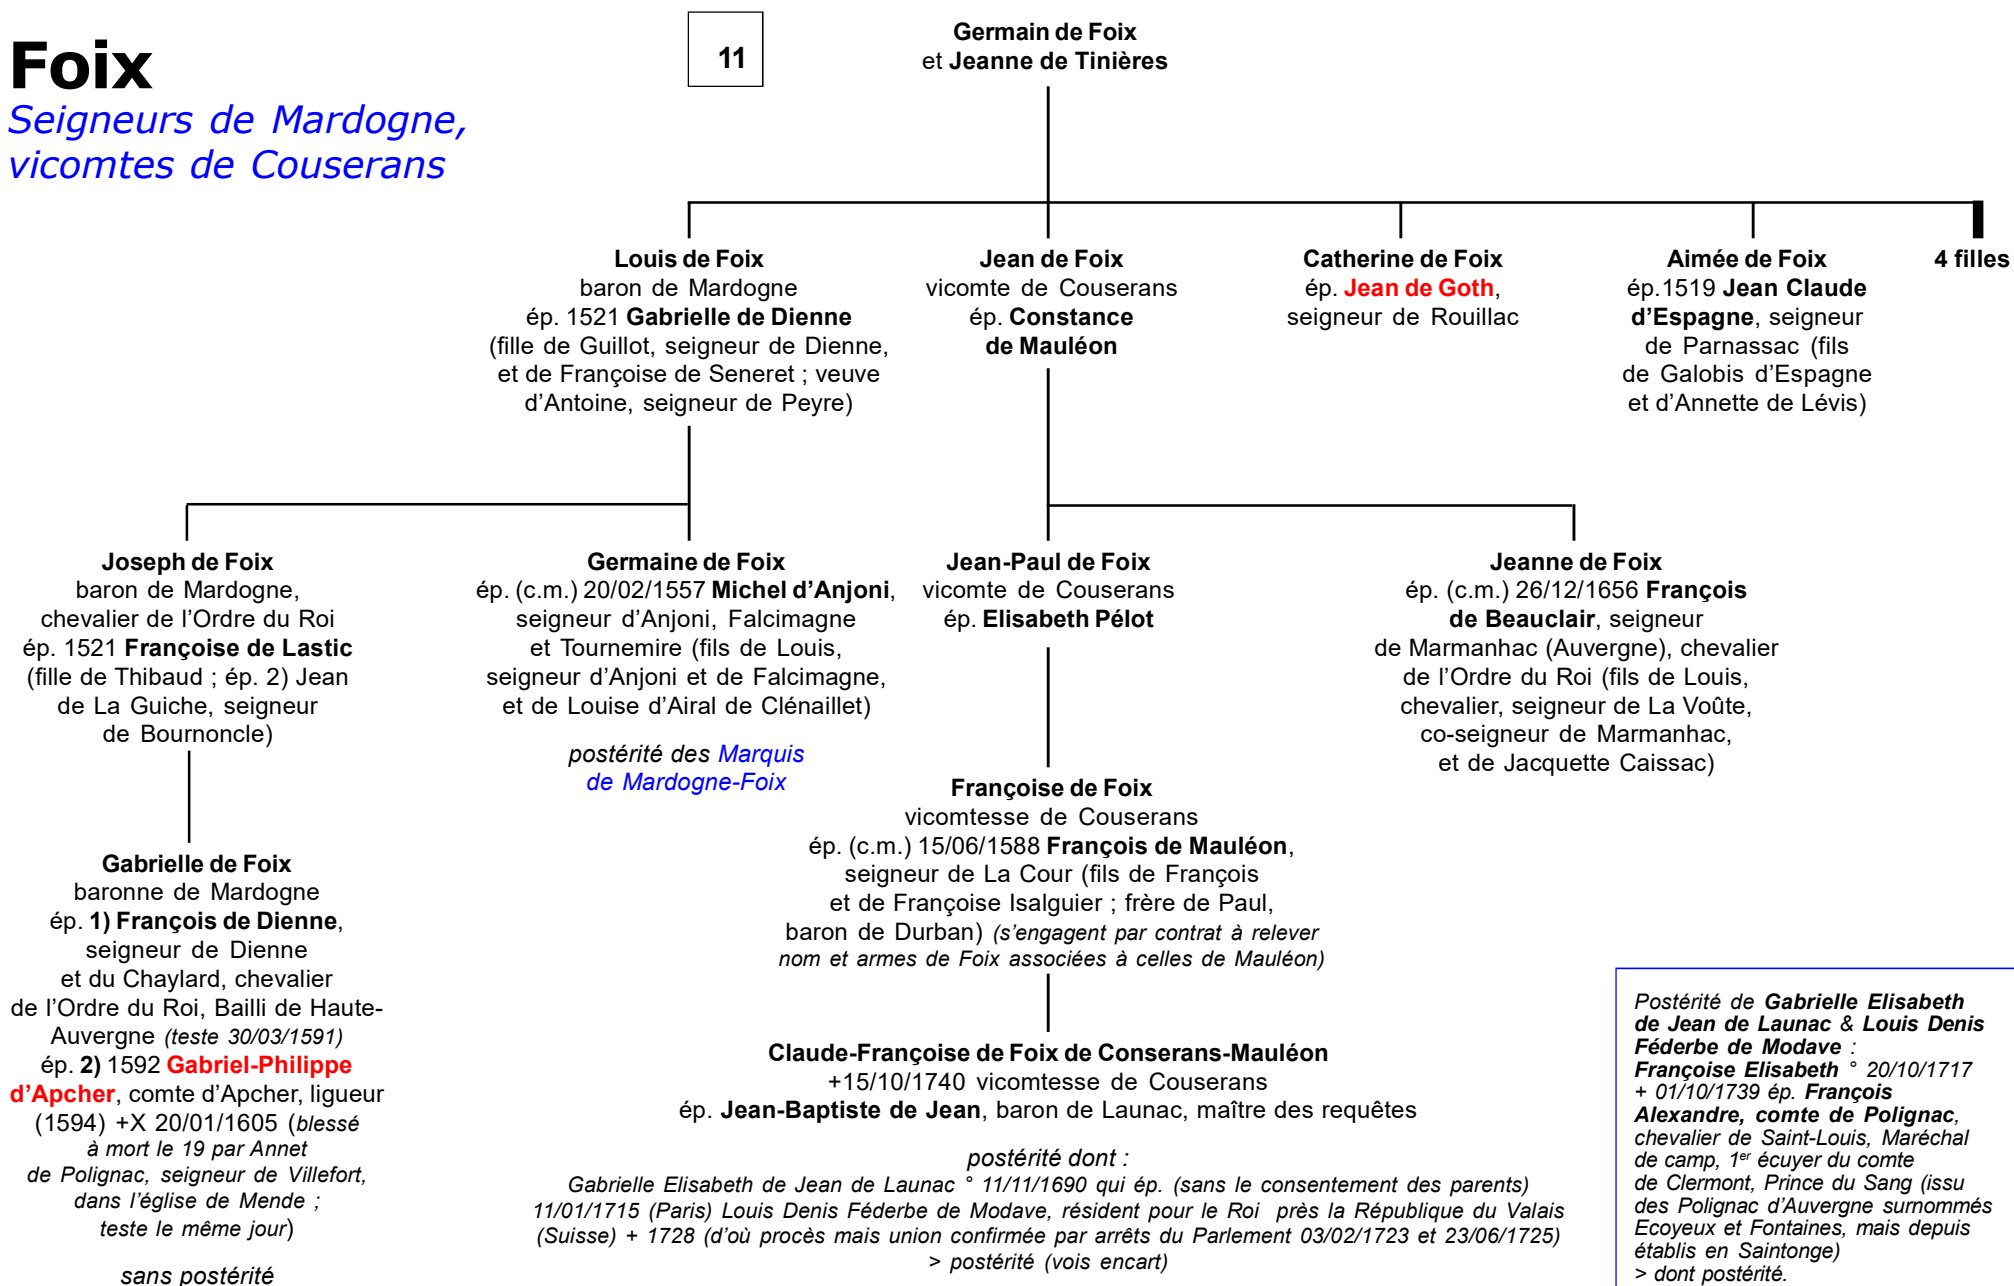 Foix
Seigneurs de Mardogne,
vicomtes de Couserans
11
Germain de Foix
et Jeanne de Tinières
Louis de Foix
baron de Mardogne
ép. 1521 Gabrielle de Dienne
(fille de Guillot, seigneur de Dienne,
et de Françoise de Seneret ; veuve
d'Antoine, seigneur de Peyre)
Jean de Foix
vicomte de Couserans
ép. Constance
de Mauléon
Catherine de Foix
ép. Jean de Goth,
seigneur de Rouillac
Aimée de Foix
ép.1519 Jean Claude
d'Espagne, seigneur
de Parnassac (fils
de Galobis d'Espagne
et d'Annette de Lévis)
4 filles
Joseph de Foix
baron de Mardogne,
chevalier de l'Ordre du Roi
ép. 1521 Françoise de Lastic
(fille de Thibaud ; ép. 2) Jean
de La Guiche, seigneur
de Bournoncle)
Germaine de Foix
ép. (c.m.) 20/02/1557 Michel d'Anjoni,
seigneur d'Anjoni, Falcimagne
et Tournemire (fils de Louis,
seigneur d'Anjoni et de Falcimagne,
et de Louise d'Airal de Clénaillet)
postérité des Marquis
de Mardogne-Foix
Jean-Paul de Foix
vicomte de Couserans
ép. Elisabeth Pélot
Jeanne de Foix
ép. (c.m.) 26/12/1656 François
de Beauclair, seigneur
de Marmanhac (Auvergne), chevalier
de l'Ordre du Roi (fils de Louis,
chevalier, seigneur de La Voûte,
co-seigneur de Marmanhac,
et de Jacquette Caissac)
Françoise de Foix
vicomtesse de Couserans
ép. (c.m.) 15/06/1588 François de Mauléon,
seigneur de La Cour (fils de François
et de Françoise Isalguier ; frère de Paul,
baron de Durban) (s'engagent par contrat à relever
nom et armes de Foix associées à celles de Mauléon)
Gabrielle de Foix
baronne de Mardogne
ép. 1) François de Dienne,
seigneur de Dienne
et du Chaylard, chevalier
de l'Ordre du Roi, Bailli de Haute-
Auvergne (teste 30/03/1591)
ép. 2) 1592 Gabriel-Philippe
d'Apcher, comte d'Apcher, ligueur
(1594) +X 20/01/1605 (blessé
à mort le 19 par Annet
de Polignac, seigneur de Villefort,
dans l'église de Mende ;
teste le même jour)
sans postérité
Claude-Françoise de Foix de Conserans-Mauléon
+15/10/1740 vicomtesse de Couserans
ép. Jean-Baptiste de Jean, baron de Launac, maître des requêtes
postérité dont :
Gabrielle Elisabeth de Jean de Launac ° 11/11/1690 qui ép. (sans le consentement des parents)
11/01/1715 (Paris) Louis Denis Féderbe de Modave, résident pour le Roi près la République du Valais
(Suisse) + 1728 (d'où procès mais union confirmée par arrêts du Parlement 03/02/1723 et 23/06/1725)
> postérité (vois encart)
Postérité de Gabrielle Elisabeth
de Jean de Launac & Louis Denis
Féderbe de Modave :
Françoise Elisabeth ° 20/10/1717
+ 01/10/1739 ép. François
Alexandre, comte de Polignac,
chevalier de Saint-Louis, Maréchal
de camp, 1er écuyer du comte
de Clermont, Prince du Sang (issu
des Polignac d'Auvergne surnommés
Ecoyeux et Fontaines, mais depuis
établis en Saintonge)
> dont postérité.